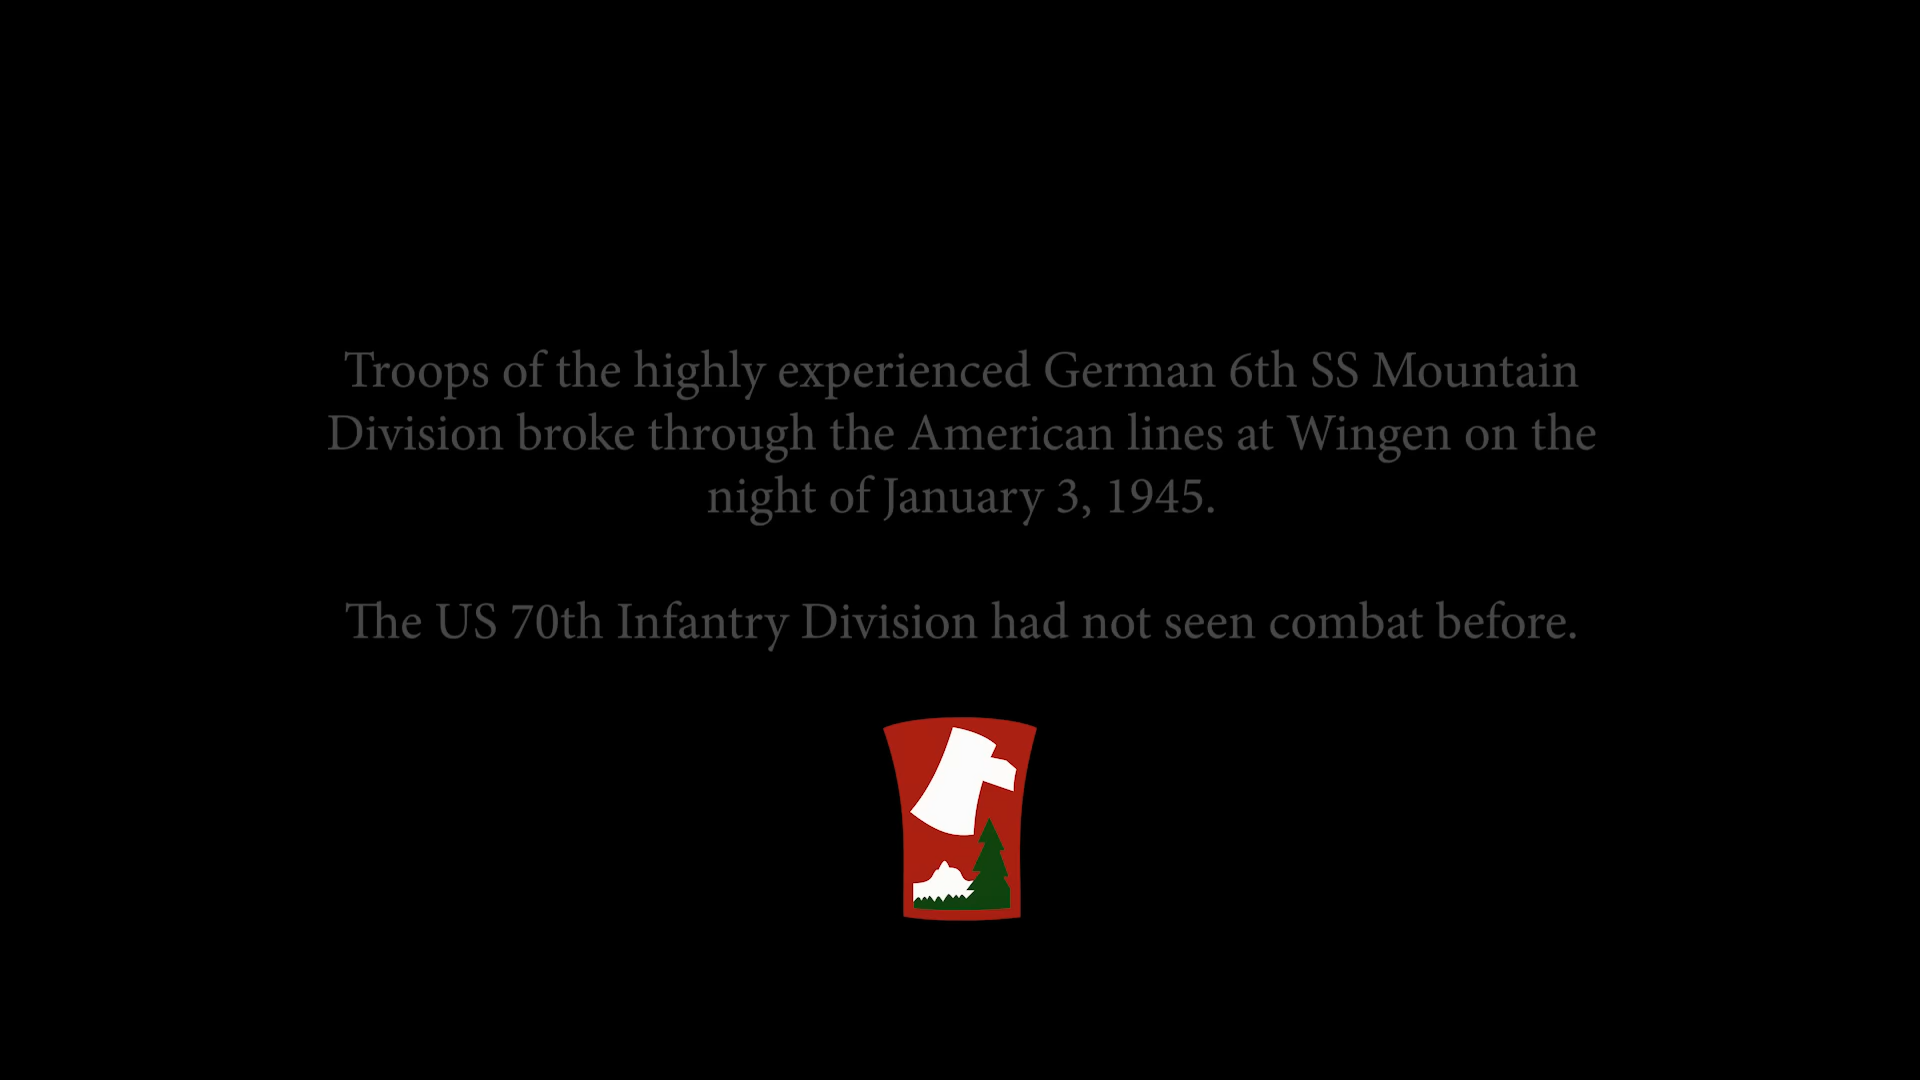 Troops of the highly experienced German 6th SS Mountain
Division broke through the American lines at Wingen on the
night of January 3, 1945.
The US 70th Infantry Division had not seen combat before.